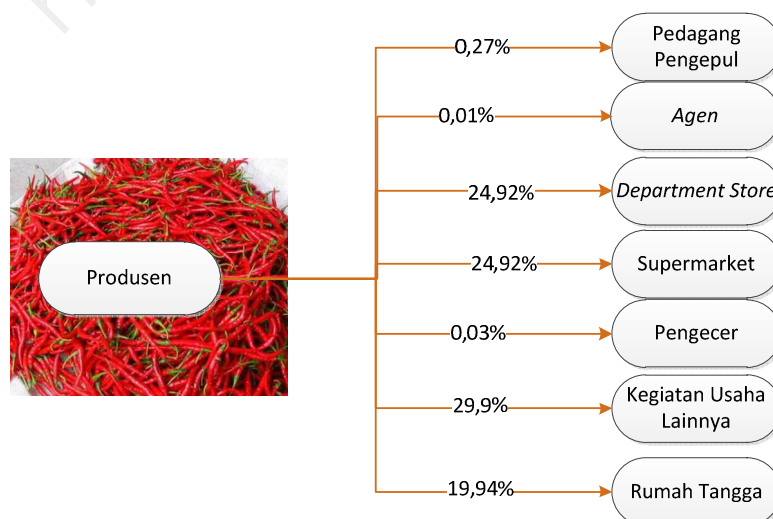 Produsen
0,27%
Pedagang
Pengepul
0,01%
Agen
24,92%
Department Store
24,92%
Supermarket
0,03%
Pengecer
29,9%
Kegiatan Usaha
Lainnya
19,94%
Rumah Tangga